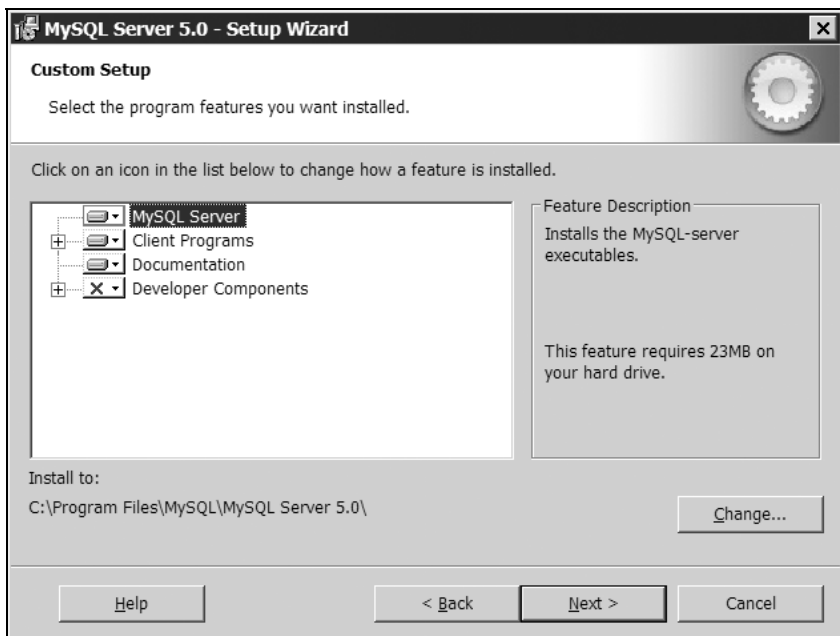 MySQL Server 5.0 - Setup Wizard
Custom Setup
Select the program features you want installed.
Click on an icon in the list below to change how a feature is installed.
MySQL Server
Client Programs
Documentation
Developer Components
Feature Description
Installs the MySQL-server
executables.
This feature requires 23MB on
your hard drive.
Install to:
C:\Program Files\MySQL\MySQL Server 5.0\
Change...
Help
< Back
Next >
Cancel